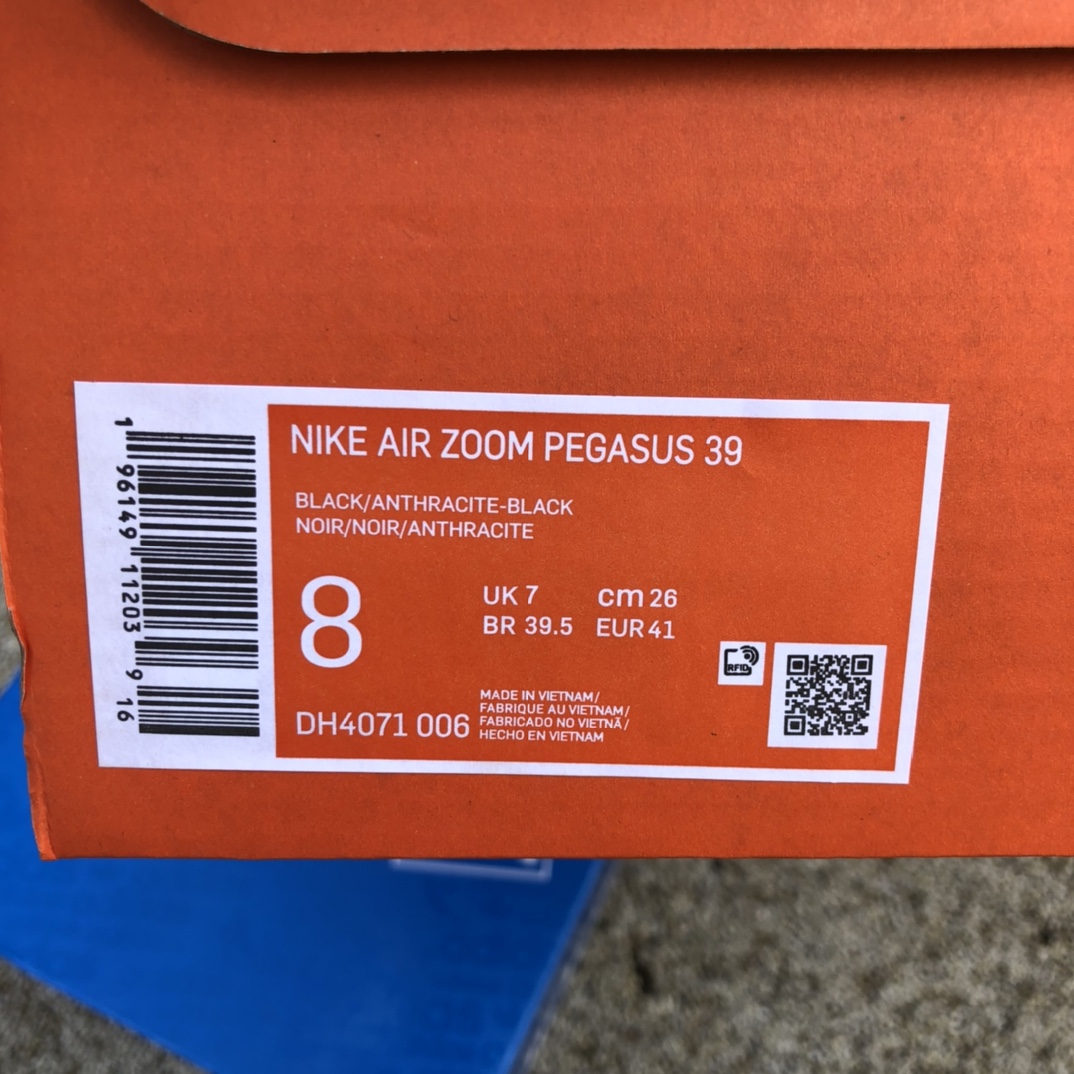 NIKE AIR ZOOM PEGASUS 39
BLACK/ANTHRACITE-BLACK
NOIR/NOIR/ANTHRACITE
8
UK 7 cm 26
BR 39.5 EUR 41
RFID
DH4071 006
MADE IN VIETNAM/
FABRIQUE AU VIETNAM/
FABRICADO NO VIETNÃ/
HECHO EN VIETNAM
1 96149 11203 9 16